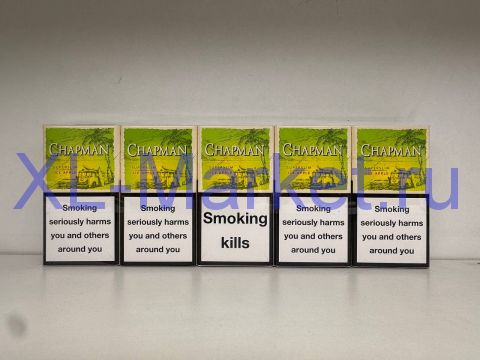 CHAPMAN CHAPMAN CHAPMAN CHAPMAN CHAPMAN
XL-Market.ru
Smoking
seriously harms
you and others
around you
Smoking
seriously harms
you and others
around you
Smoking
kills
Smoking
seriously harms
you and others
around you
Smoking
seriously harms
you and others
around you